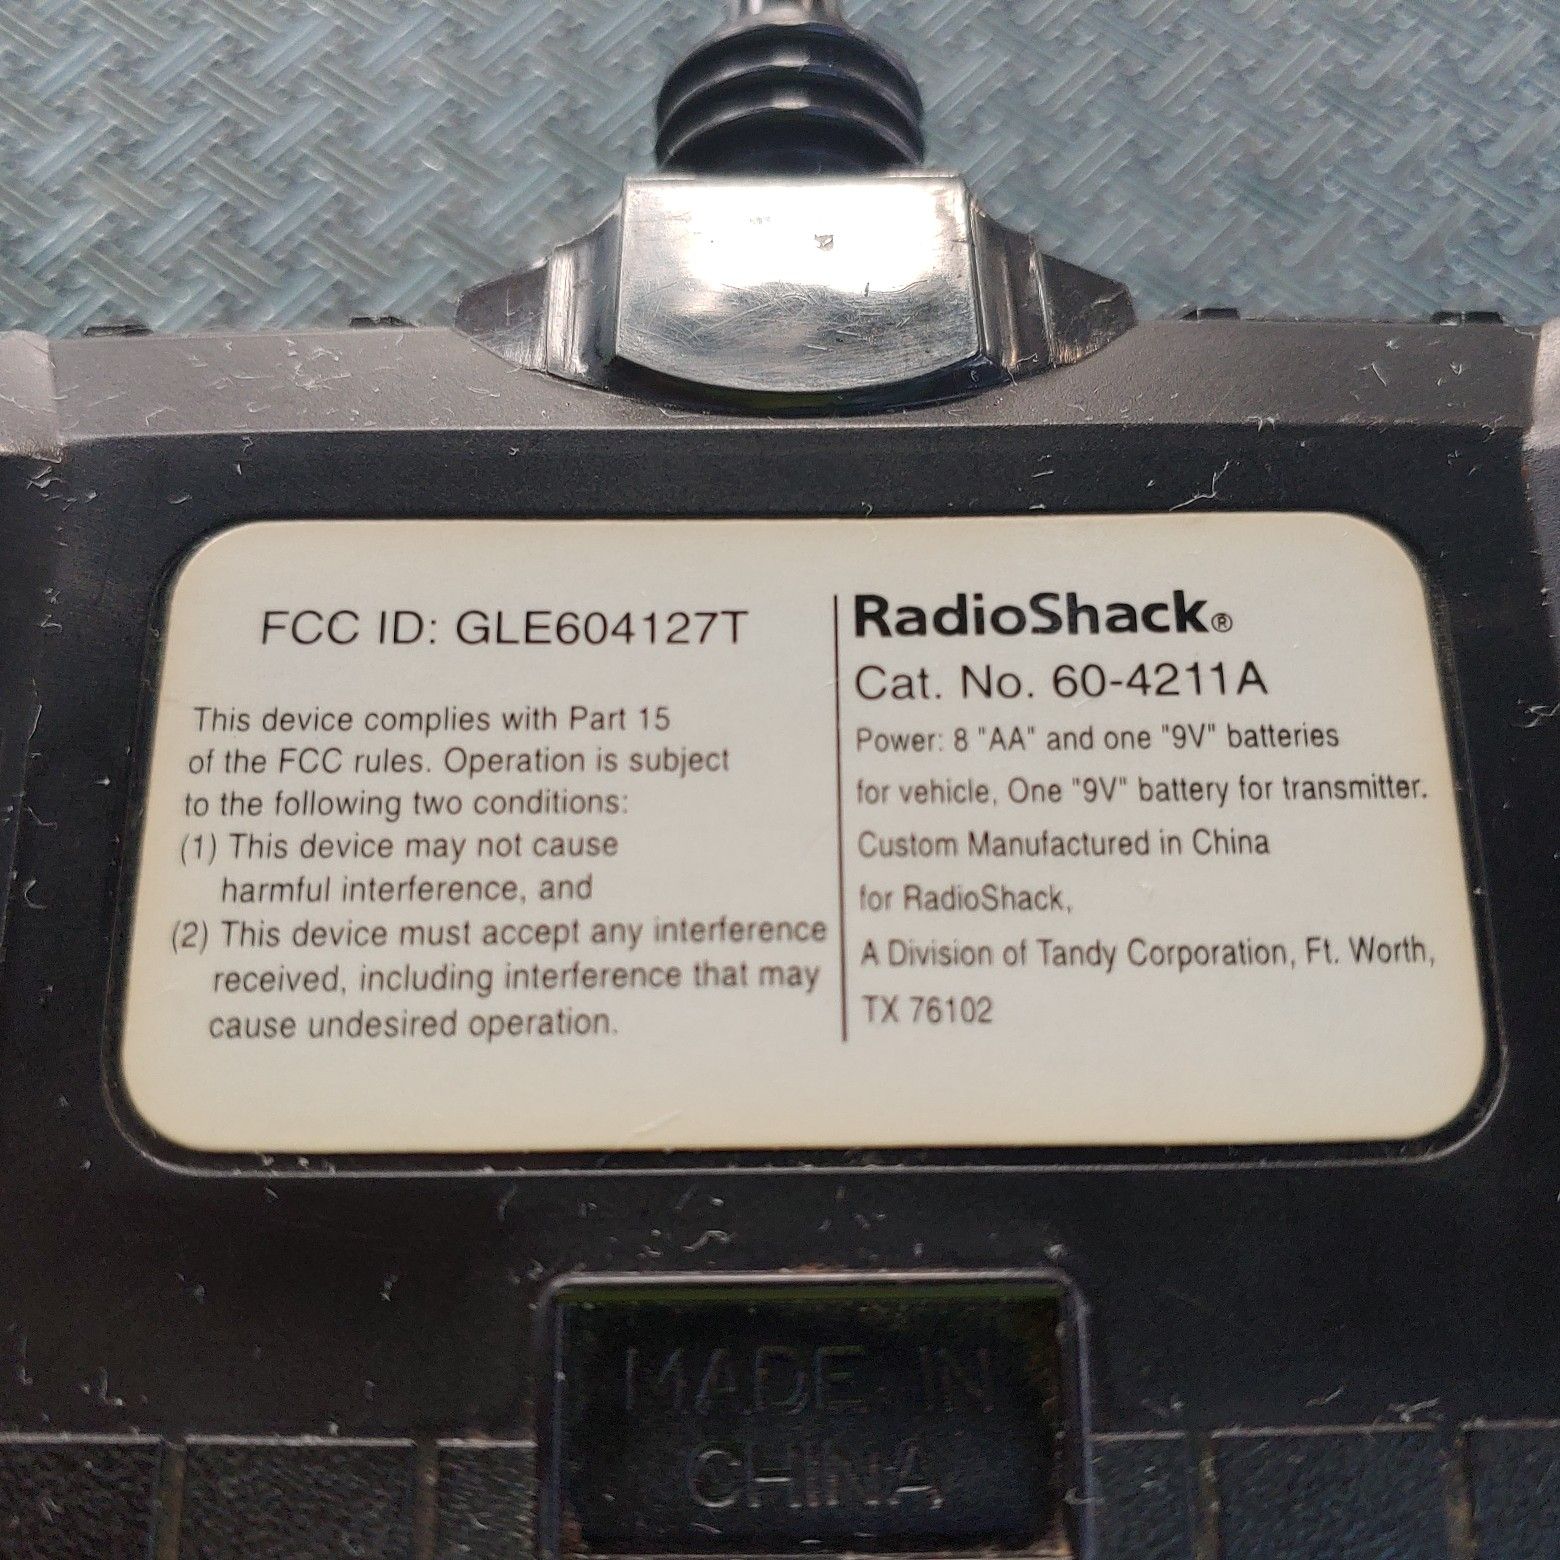 FCC ID: GLE604127T
This device complies with Part 15
of the FCC rules. Operation is subject
to the following two conditions:
(1) This device may not cause
harmful interference, and
(2) This device must accept any interference
received, including interference that may
cause undesired operation.
RadioShack®
Cat. No. 60-4211A
Power: 8 "AA" and one "9V" batteries
for vehicle, One "9V" battery for transmitter.
Custom Manufactured in China
for RadioShack,
A Division of Tandy Corporation, Ft. Worth,
TX 76102
MADE IN
CHINA